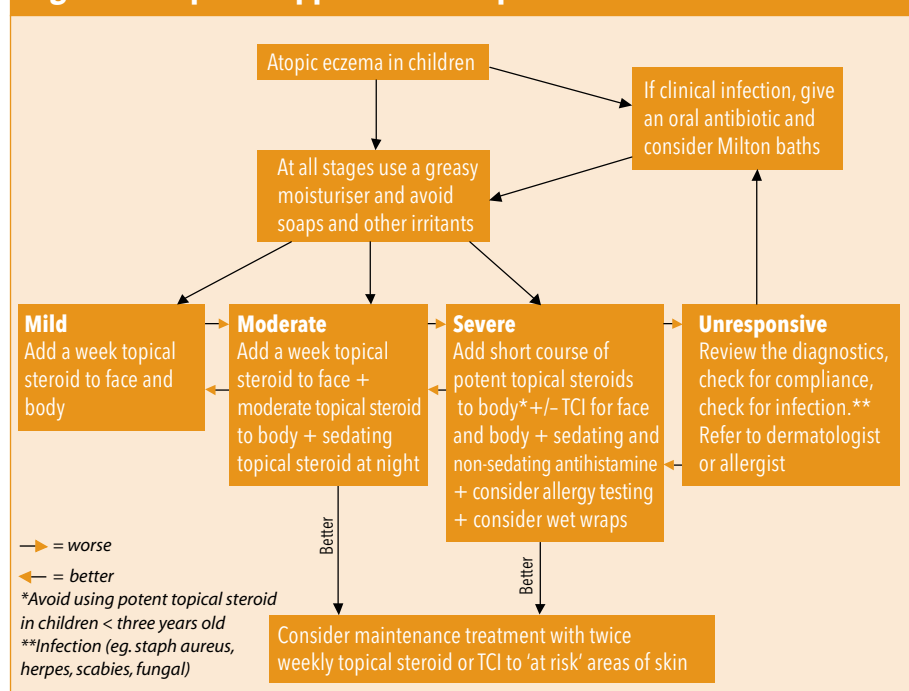 Atopic eczema in children
If clinical infection, give
an oral antibiotic and
consider Milton baths
At all stages use a greasy
moisturiser and avoid
soaps and other irritants
Mild
Add a week topical
steroid to face and
body
Moderate
Add a week topical
steroid to face +
moderate topical steroid
to body + sedating
topical steroid at night
Severe
Add short course of
potent topical steroids
to body*+/– TCI for face
and body + sedating and
non-sedating antihistamine
+ consider allergy testing
+ consider wet wraps
Unresponsive
Review the diagnostics,
check for compliance,
check for infection.**
Refer to dermatologist
or allergist
Better
Better
= worse
= better
*Avoid using potent topical steroid
in children < three years old
**Infection (eg. staph aureus,
herpes, scabies, fungal)
Consider maintenance treatment with twice
weekly topical steroid or TCI to ‘at risk’ areas of skin